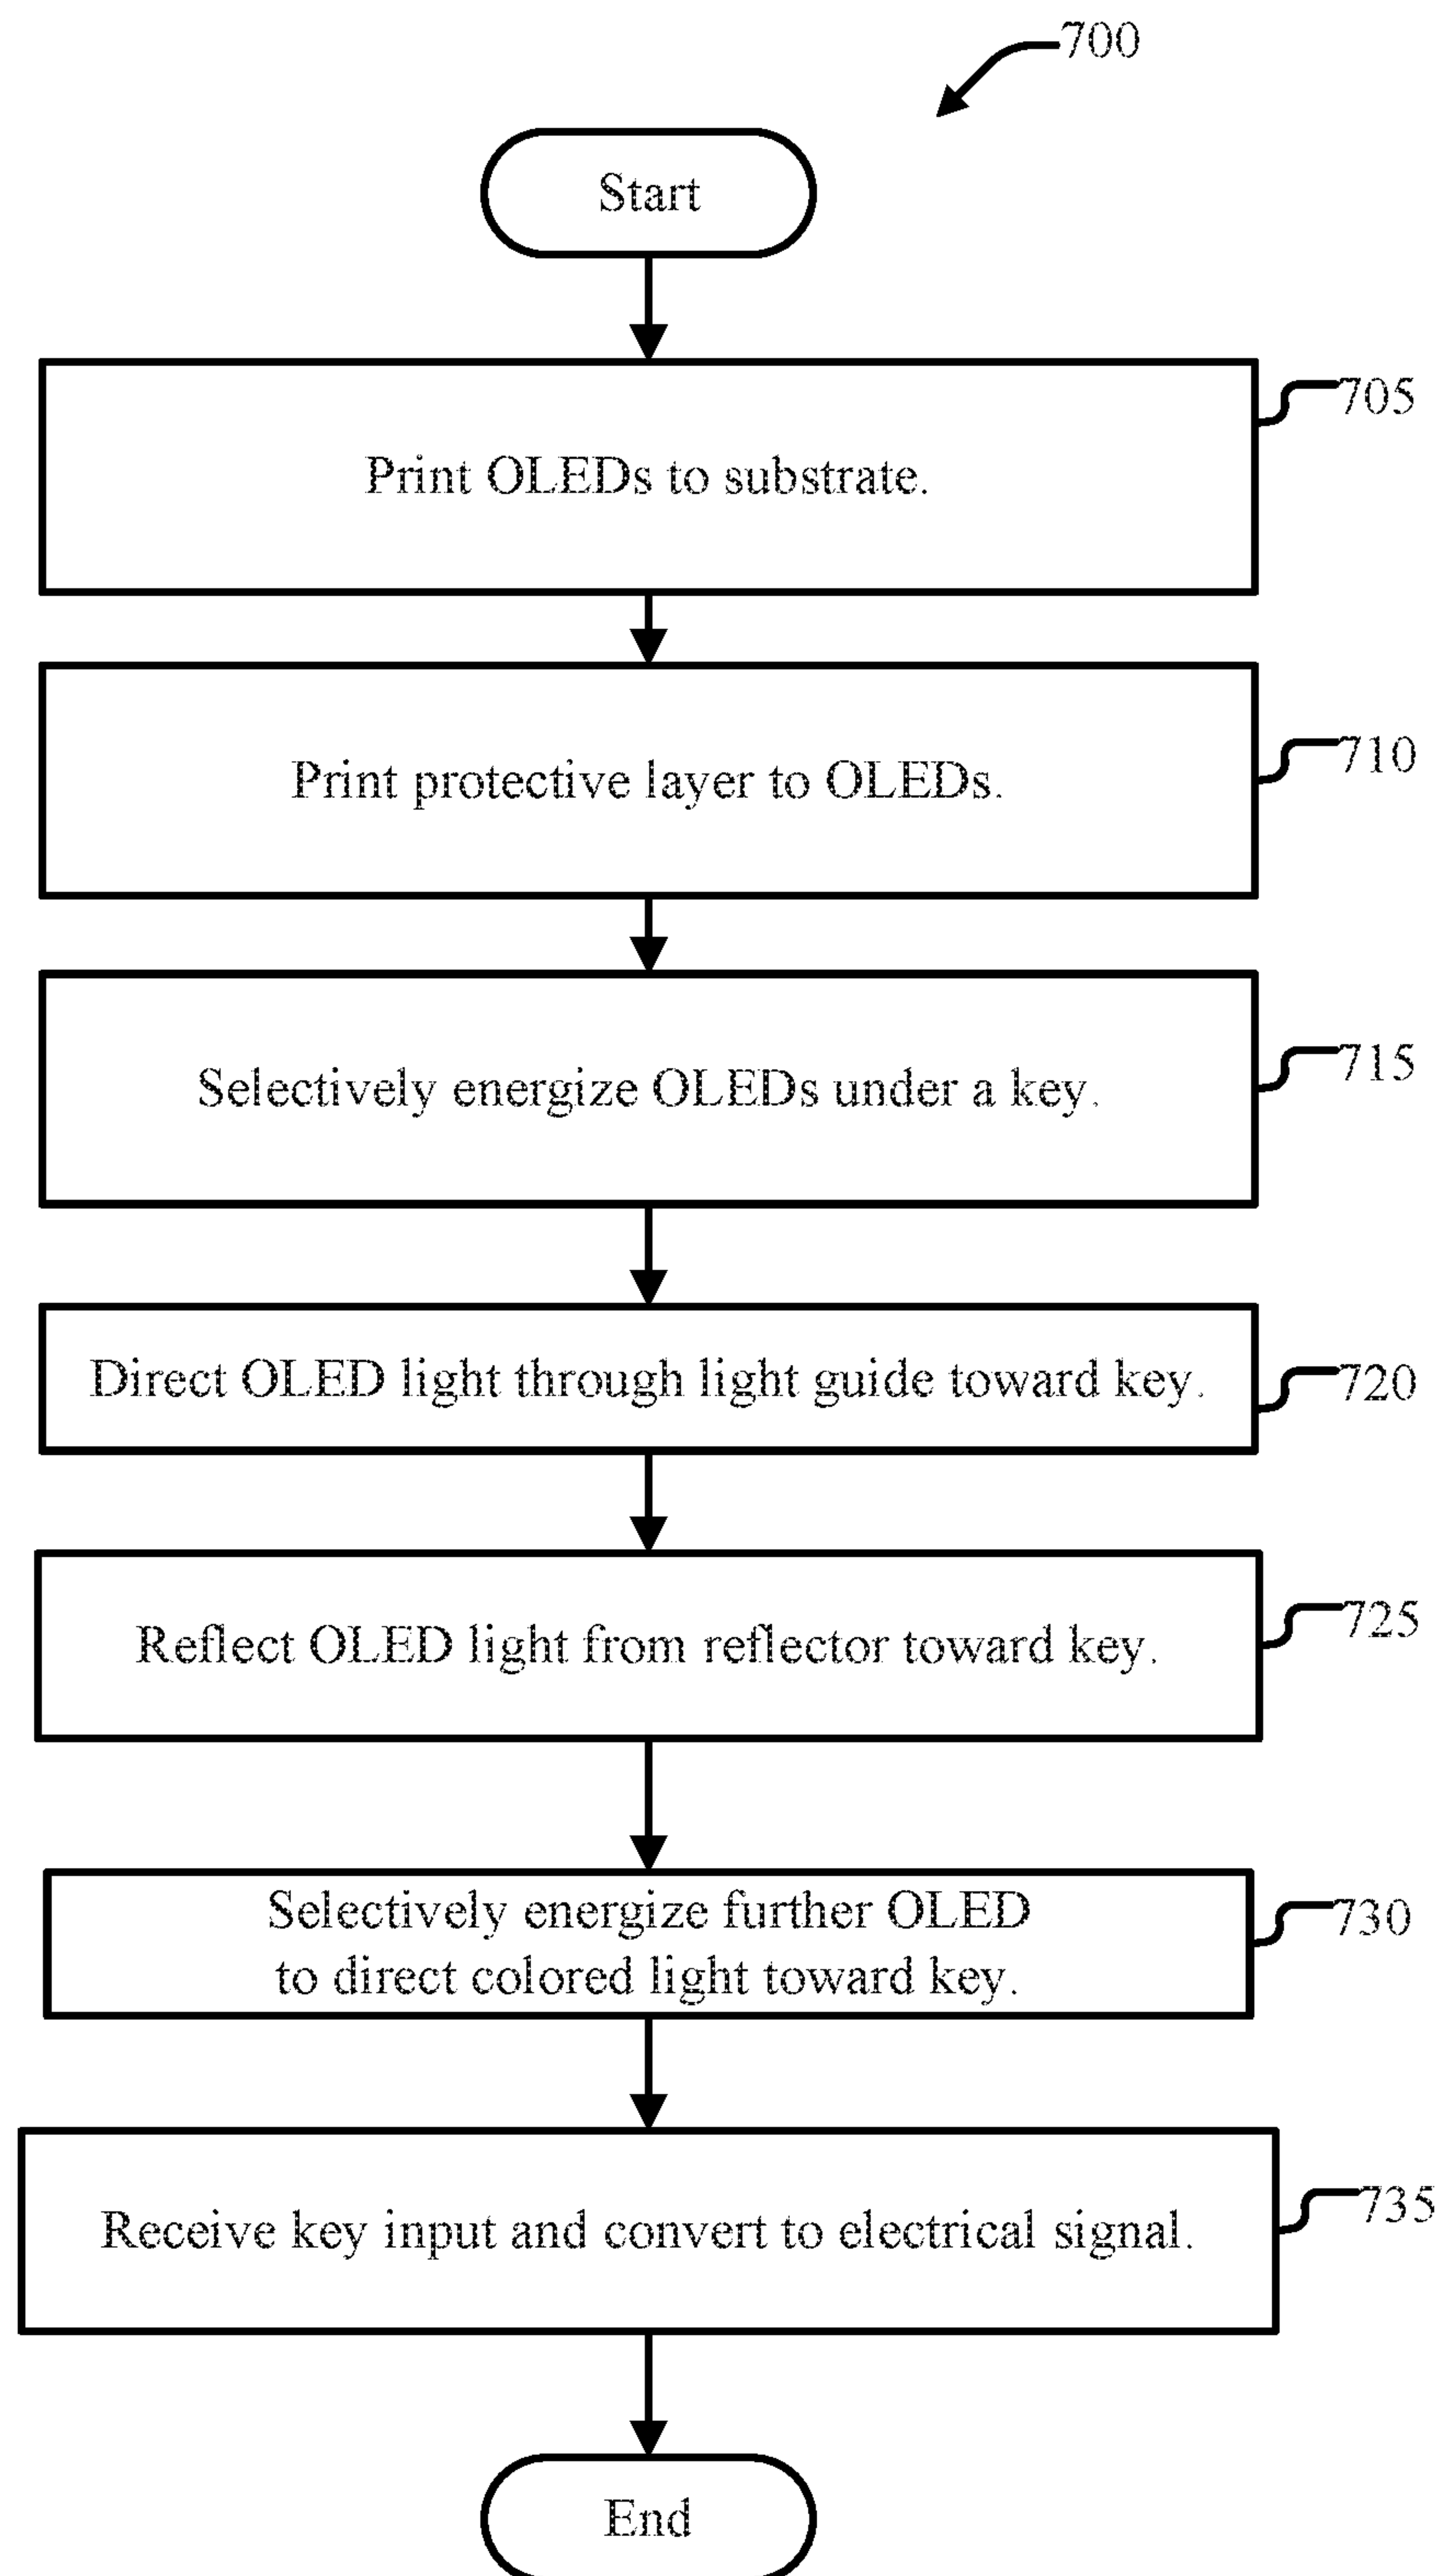 700
Start
705
Print OLEDs to substrate.
710
Print protective layer to OLEDs.
715
Selectively energize OLEDs under a key.
720
Direct OLED light through light guide toward key.
725
Reflect OLED light from reflector toward key.
730
Selectively energize further OLED
to direct colored light toward key.
735
Receive key input and convert to electrical signal.
End